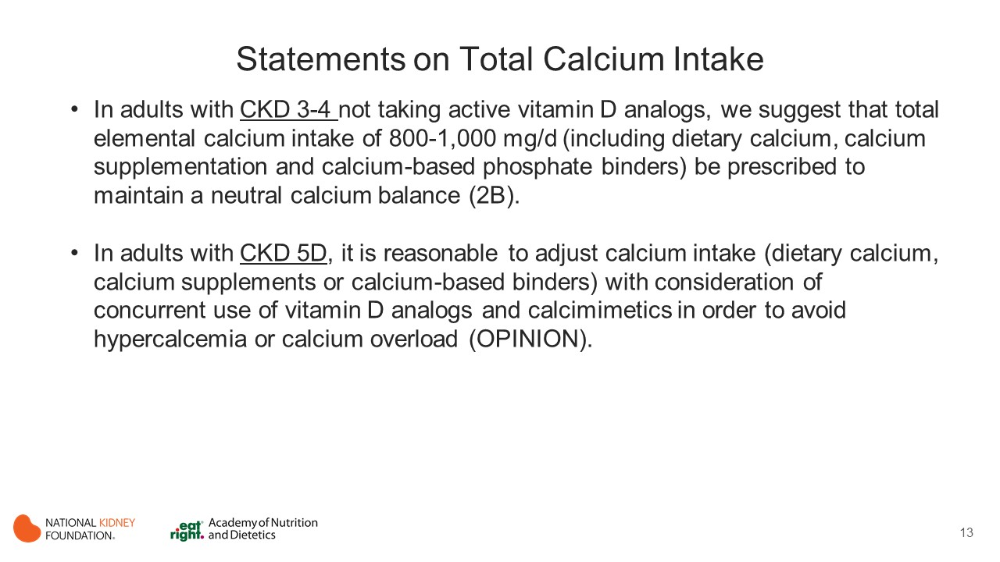 Statements on Total Calcium Intake
• In adults with CKD 3-4 not taking active vitamin D analogs, we suggest that total
elemental calcium intake of 800-1,000 mg/d (including dietary calcium, calcium
supplementation and calcium-based phosphate binders) be prescribed to
maintain a neutral calcium balance (2B).
• In adults with CKD 5D, it is reasonable to adjust calcium intake (dietary calcium,
calcium supplements or calcium-based binders) with consideration of
concurrent use of vitamin D analogs and calcimimetics in order to avoid
hypercalcemia or calcium overload (OPINION).
NATIONAL KIDNEY
FOUNDATION®
eat
right.
Academy of Nutrition
and Dietetics
13